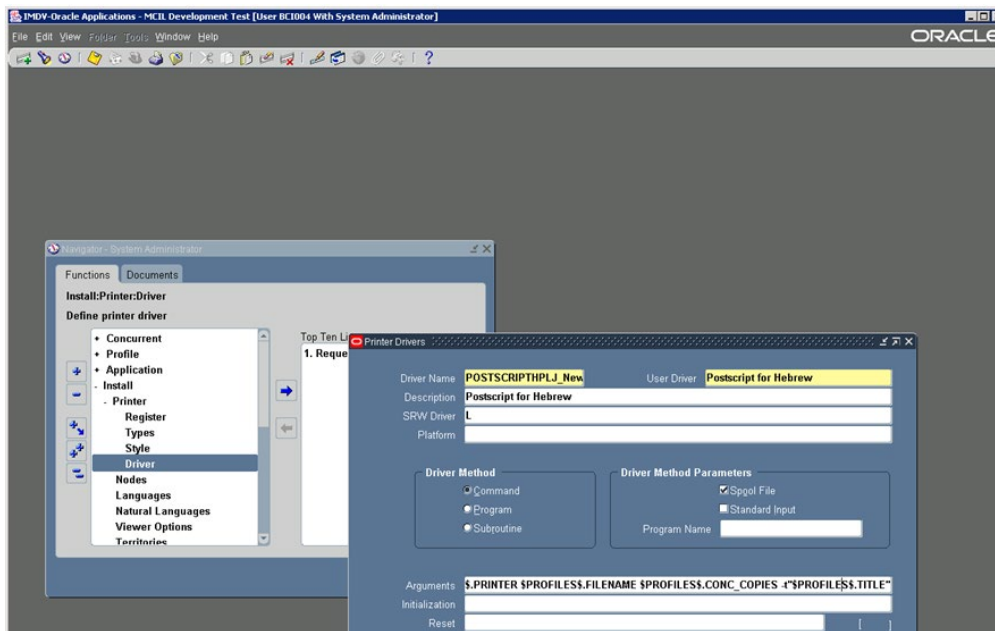 IMDV-Oracle Applications - MCIL Development Test [User BCI004 With System Administrator]
File Edit View Folder Tools Window Help
ORACLE
Navigator - System Administrator
Functions Documents
Install:Printer:Driver
Define printer driver
+ Concurrent
+ Profile
+ Application
- Install
- Printer
Register
Types
Style
Driver
Nodes
Languages
Natural Languages
Viewer Options
Territories
Top Ten Li
1. Reque
Printer Drivers
Driver Name POSTSCRIPTHPLJ_New User Driver Postscript for Hebrew
Description Postscript for Hebrew
SRW Driver L
Platform
Driver Method
Command
Program
Subroutine
Driver Method Parameters
Spool File
Standard Input
Program Name
Arguments $.PRINTER $PROFILES$.FILENAME $PROFILES$.CONC_COPIES -t"$PROFILES$.TITLE"
Initialization
Reset [ ]